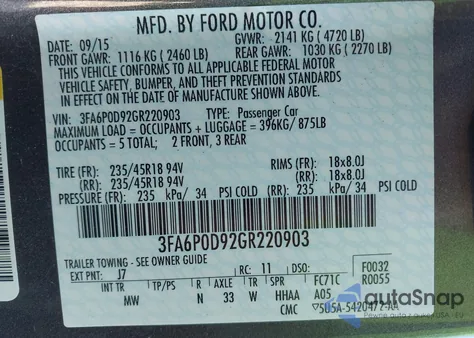 MFD. BY FORD MOTOR CO.
DATE: 09/15 GVWR: 2141 KG ( 4720 LB)
FRONT GAWR: 1116 KG ( 2460 LB) REAR GAWR: 1030 KG ( 2270 LB)
THIS VEHICLE CONFORMS TO ALL APPLICABLE FEDERAL MOTOR
VEHICLE SAFETY, BUMPER, AND THEFT PREVENTION STANDARDS
IN EFFECT ON THE DATE OF MANUFACTURE SHOWN ABOVE.
VIN: 3FA6P0D92GR220903 TYPE: Passenger Car
MAXIMUM LOAD = OCCUPANTS + LUGGAGE = 396KG/ 875LB
OCCUPANTS = 5 TOTAL; 2 FRONT, 3 REAR
TIRE (FR): 235/45R18 94V RIMS (FR): 18x8.0J
(RR): 235/45R18 94V (RR): 18x8.0J
PRESSURE (FR): 235 kPa/ 34 PSI COLD (RR): 235 kPa/ 34 PSI COLD
3FA6P0D92GR220903
TRAILER TOWING - SEE OWNER GUIDE
EXT PNT: J7 RC: 11 DSO: F0032
R0055
INT TR TP/PS R AXLE TR SPR FC71C
MW N 33 W HHAA A05
CMC 5U5A-5420472-AA
autoSnap